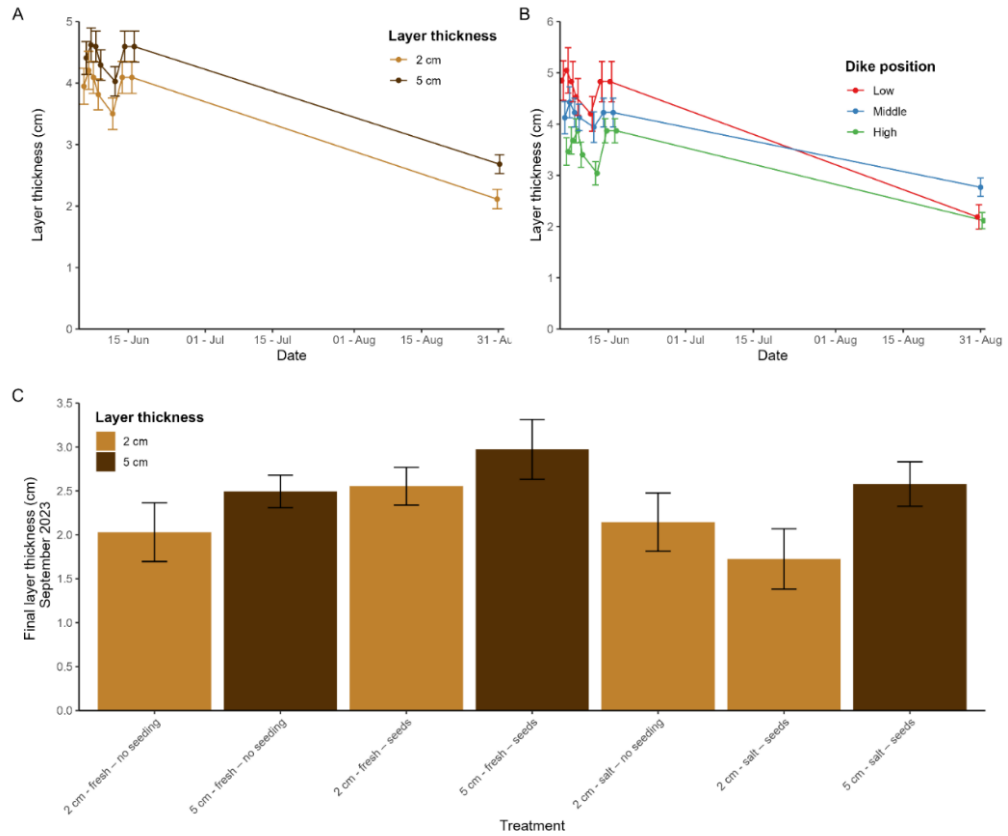 A
B
Layer thickness (cm)
5
4
3
2
1
0
Layer thickness
2 cm
5 cm
15 - Jun
01 - Jul
15 - Jul
01 - Aug
15 - Aug
31 - Au
Date
Layer thickness (cm)
6
5
4
3
2
1
0
Dike position
Low
Middle
High
15 - Jun
01 - Jul
15 - Jul
01 - Aug
15 - Aug
31 - Aug
Date
C
Final layer thickness (cm)
September 2023
3.5
3.0
2.5
2.0
1.5
1.0
0.5
0.0
Layer thickness
2 cm
5 cm
2 cm - fresh – no seeding
5 cm - fresh – no seeding
2 cm - fresh – seeds
5 cm - fresh – seeds
2 cm - salt – no seeding
2 cm - salt – seeds
5 cm - salt – seeds
Treatment